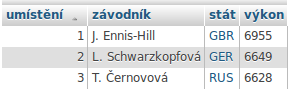 umístění závodník stát výkon
1 J. Ennis-Hill GBR 6955
2 L. Schwarzkopfová GER 6649
3 T. Černovová RUS 6628